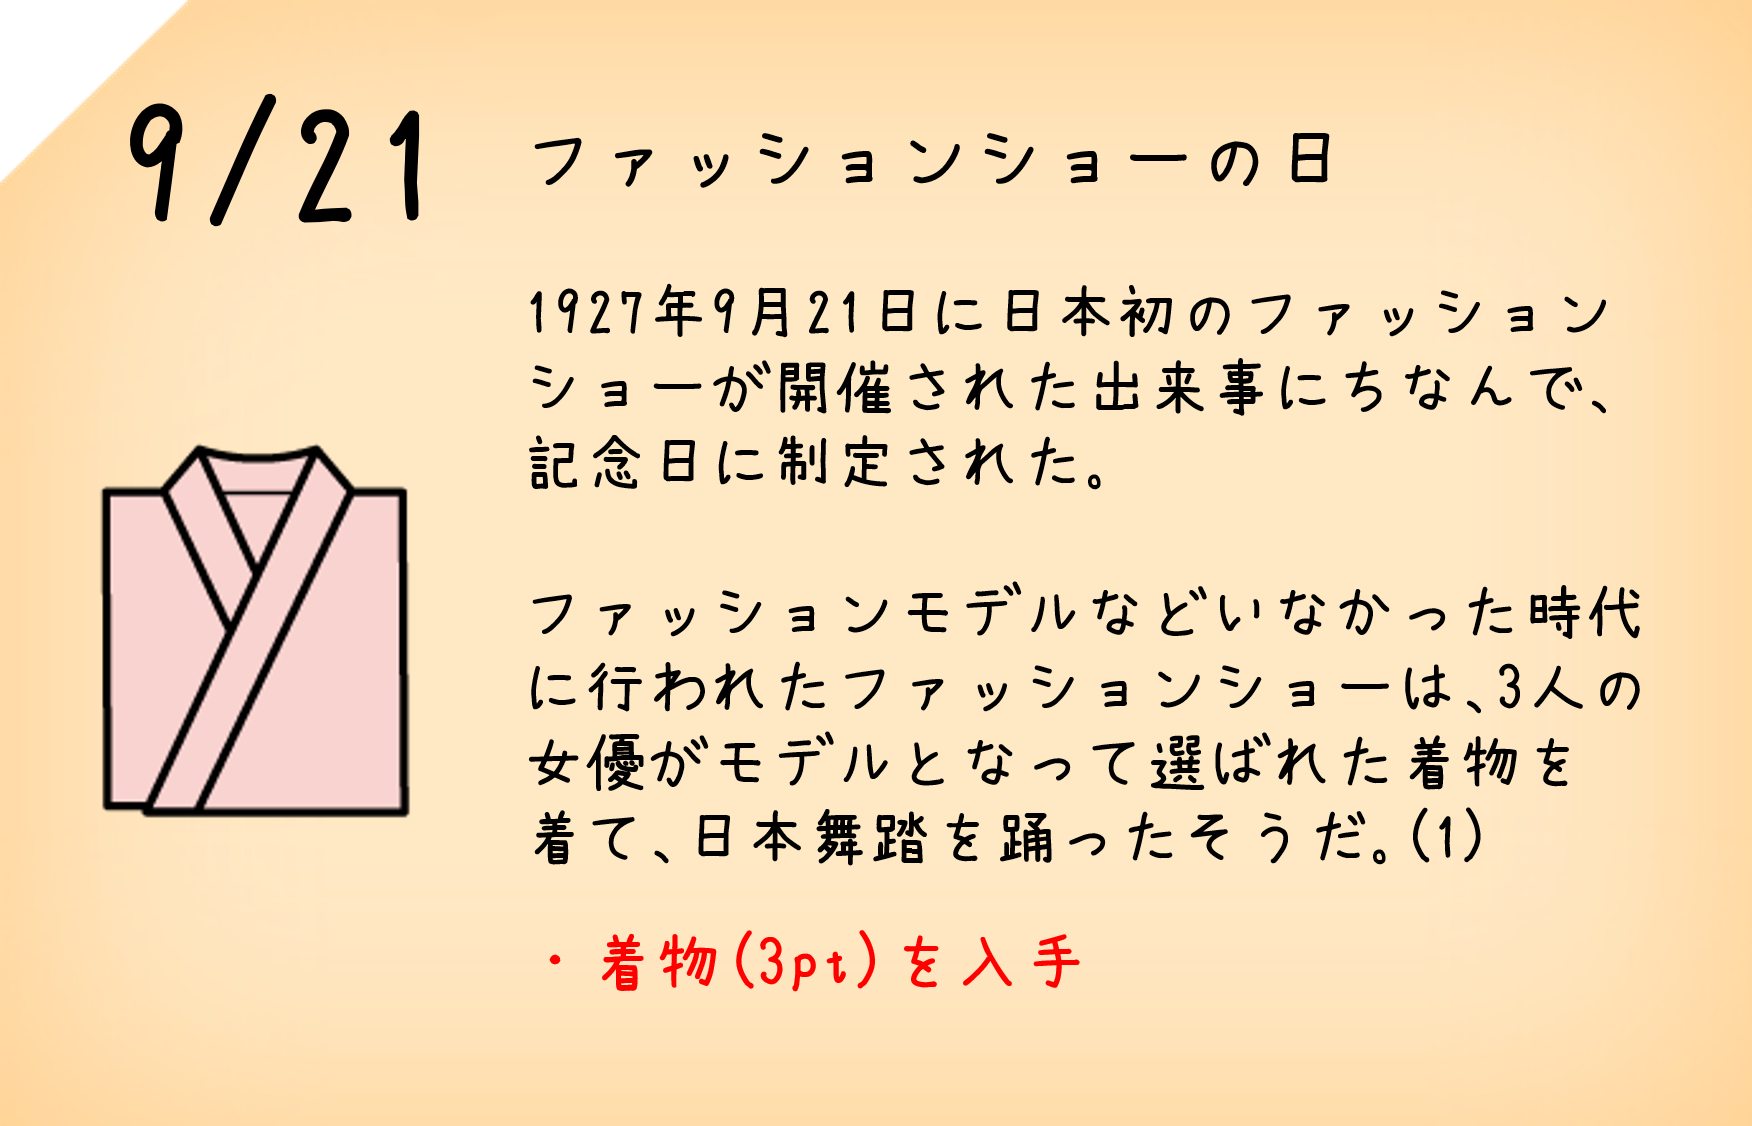 9/21
ファッションショーの日
1927年9月21日に日本初のファッション
ショーが開催された出来事にちなんで、
記念日に制定された。
ファッションモデルなどいなかった時代
に行われたファッションショーは、3人の
女優がモデルとなって選ばれた着物を
着て、日本舞踏を踊ったそうだ。(1)
・着物(3pt)を入手